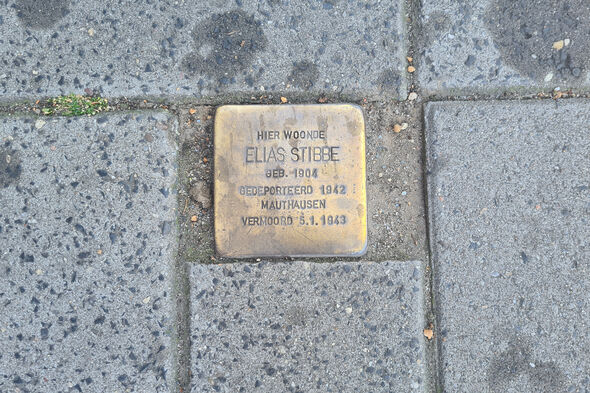 HIER WOONDE
ELIAS STIBBE
GEB. 1904
GEDEPORTEERD 1942
MAUTHAUSEN
VERMOORD 5.1.1943